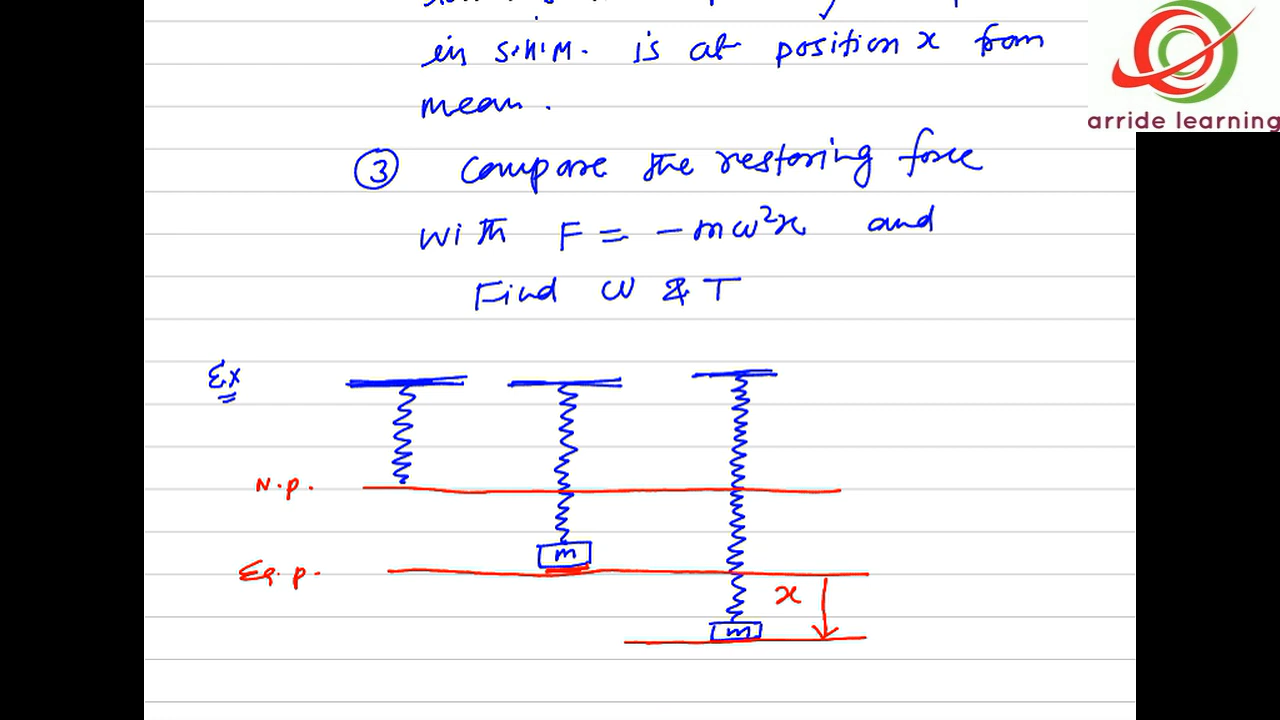 in S.H.M. is at position x from
arride learning
mean.
③ Compare the restoring force
with F = -mω²x and
Find ω & T
Ex
N.p.
m
Eq. p.
x
m